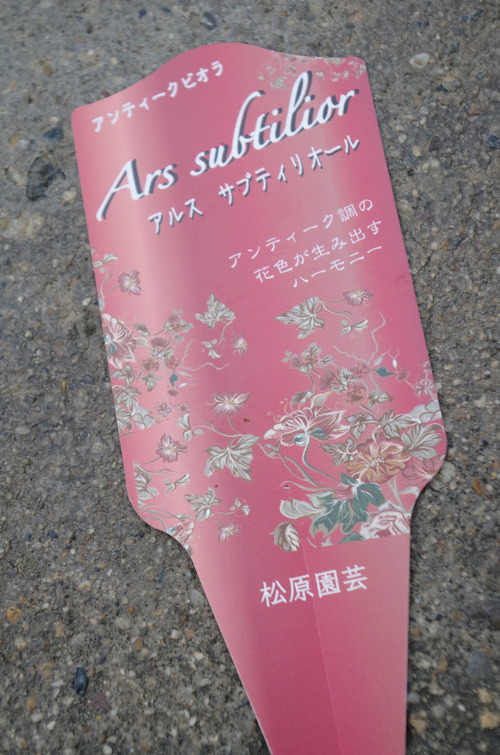 アンティークビオラ
Ars subtilior
アルス サブティリオール
アンティーク調の
花色が生み出す
ハーモニー
松原園芸